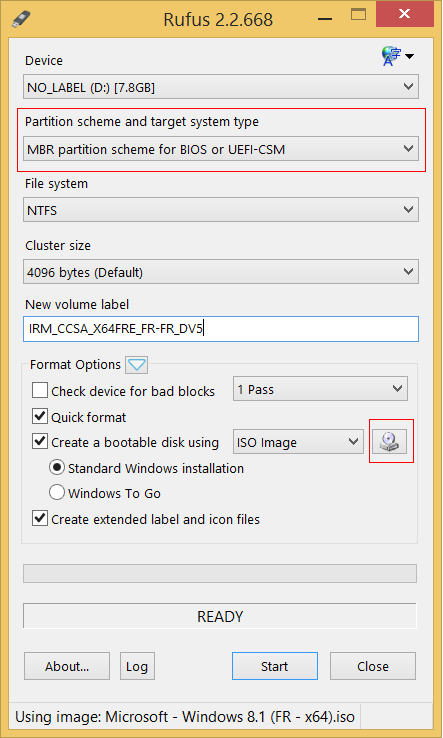 Rufus 2.2.668
Device
NO_LABEL (D:) [7.8GB]
Partition scheme and target system type
MBR partition scheme for BIOS or UEFI-CSM
File system
NTFS
Cluster size
4096 bytes (Default)
New volume label
IRM_CCSA_X64FRE_FR-FR_DV5
Format Options
Check device for bad blocks 1 Pass
Quick format
Create a bootable disk using ISO Image
Standard Windows installation
Windows To Go
Create extended label and icon files
READY
About... Log Start Close
Using image: Microsoft - Windows 8.1 (FR - x64).iso